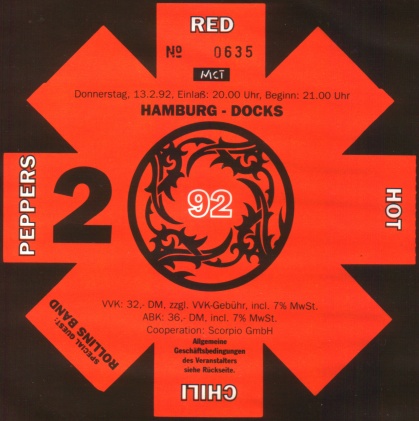 RED
Nº 0635
MCT
Donnerstag, 13.2.92, Einlaß: 20.00 Uhr, Beginn: 21.00 Uhr
HAMBURG - DOCKS
PEPPERS
2
92
HOT
VVK: 32,- DM, zzgl. VVK-Gebühr, incl. 7% MwSt.
ABK: 36,- DM, incl. 7% MwSt.
Cooperation: Scorpio GmbH
SPECIAL GUEST:
ROLLINS BAND
Allgemeine
Geschäftsbedingungen
des Veranstalters
siehe Rückseite.
CHILI